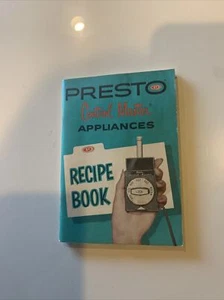 PRESTO
Control Master
APPLIANCES
RECIPE
BOOK